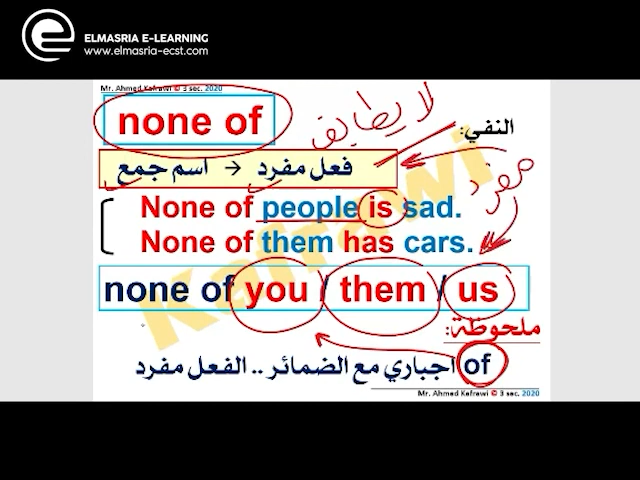 ELMASRIA E-LEARNING
www.elmasria-ecst.com
Mr. Ahmed Kafrawi © 3 sec. 2020
none of
لا يطابق
النفي:
اسم جمع → فعل مفرد
مفرد
None of people is sad.
None of them has cars.
none of you / them / us
ملحوظة:
of اجباري مع الضمائر .. الفعل مفرد
Mr. Ahmed Kafrawi © 3 sec. 2020
Kafrawi